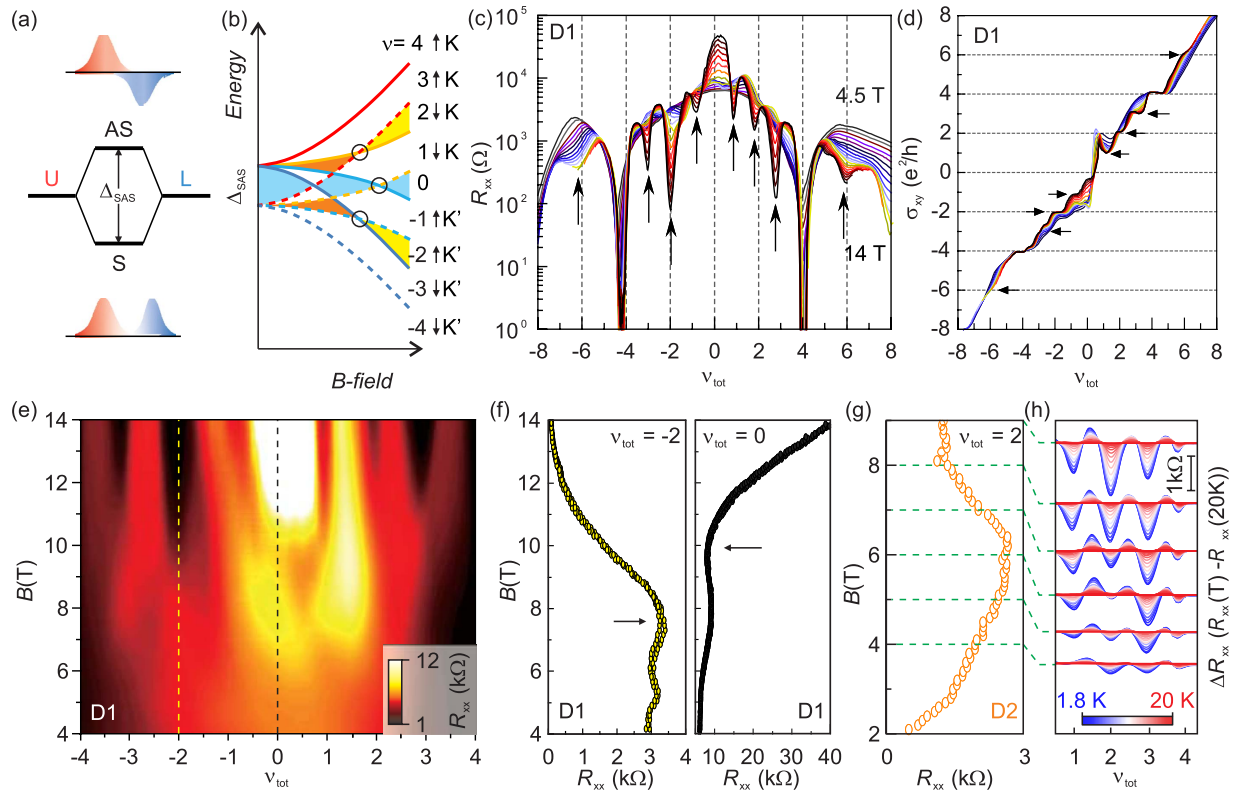 (a)
AS
U
Δ_SAS
L
S
(b)
Energy
Δ_SAS
B-field
ν= 4 ↑K
3 ↑K
2 ↓K
1 ↓K
0
-1 ↑K'
-2 ↑K'
-3 ↓K'
-4 ↓K'
(c)
D1
4.5 T
14 T
R_xx (Ω)
10^5
10^4
10^3
10^2
10^1
10^0
-8 -6 -4 -2 0 2 4 6 8
ν_tot
(d)
D1
σ_xy (e^2/h)
8
6
4
2
0
-2
-4
-6
-8
-8 -6 -4 -2 0 2 4 6 8
ν_tot
(e)
B(T)
14
12
10
8
6
4
D1
12
1
R_xx (kΩ)
-4 -3 -2 -1 0 1 2 3 4
ν_tot
(f)
B(T)
14
12
10
8
6
4
ν_tot = -2
D1
0 1 2 3 4
R_xx (kΩ)
ν_tot = 0
D1
10 20 30 40
R_xx (kΩ)
(g)
B(T)
8
6
4
2
ν_tot = 2
D2
0 3
R_xx (kΩ)
(h)
1kΩ
1.8 K 20 K
1 2 3 4
ν_tot
ΔR_xx (R_xx(T) -R_xx (20K))